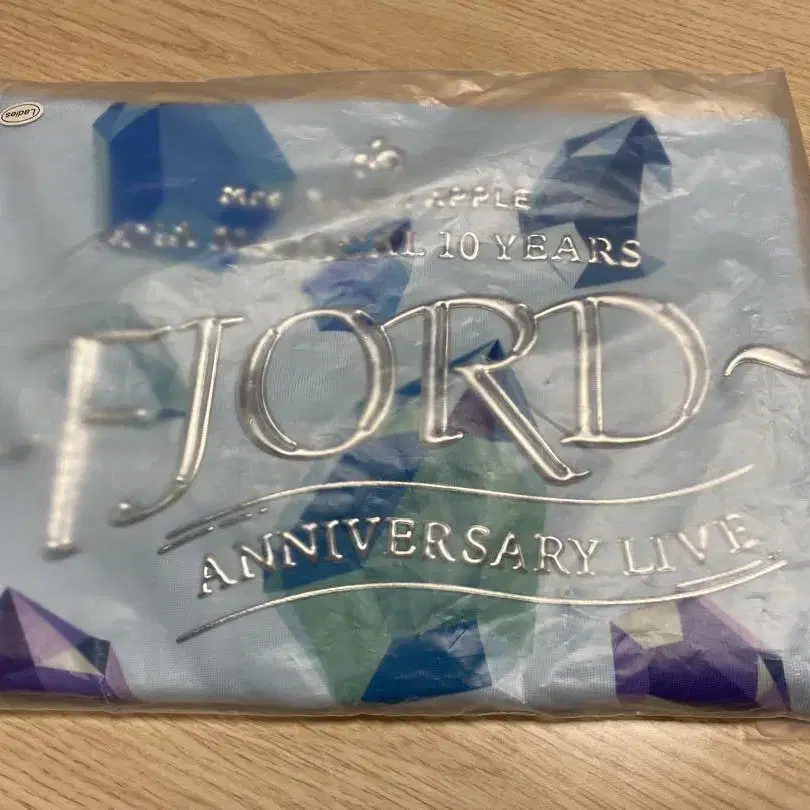 Ladies
APPLE
10 YEARS
FJORD~
ANNIVERSARY LIVE